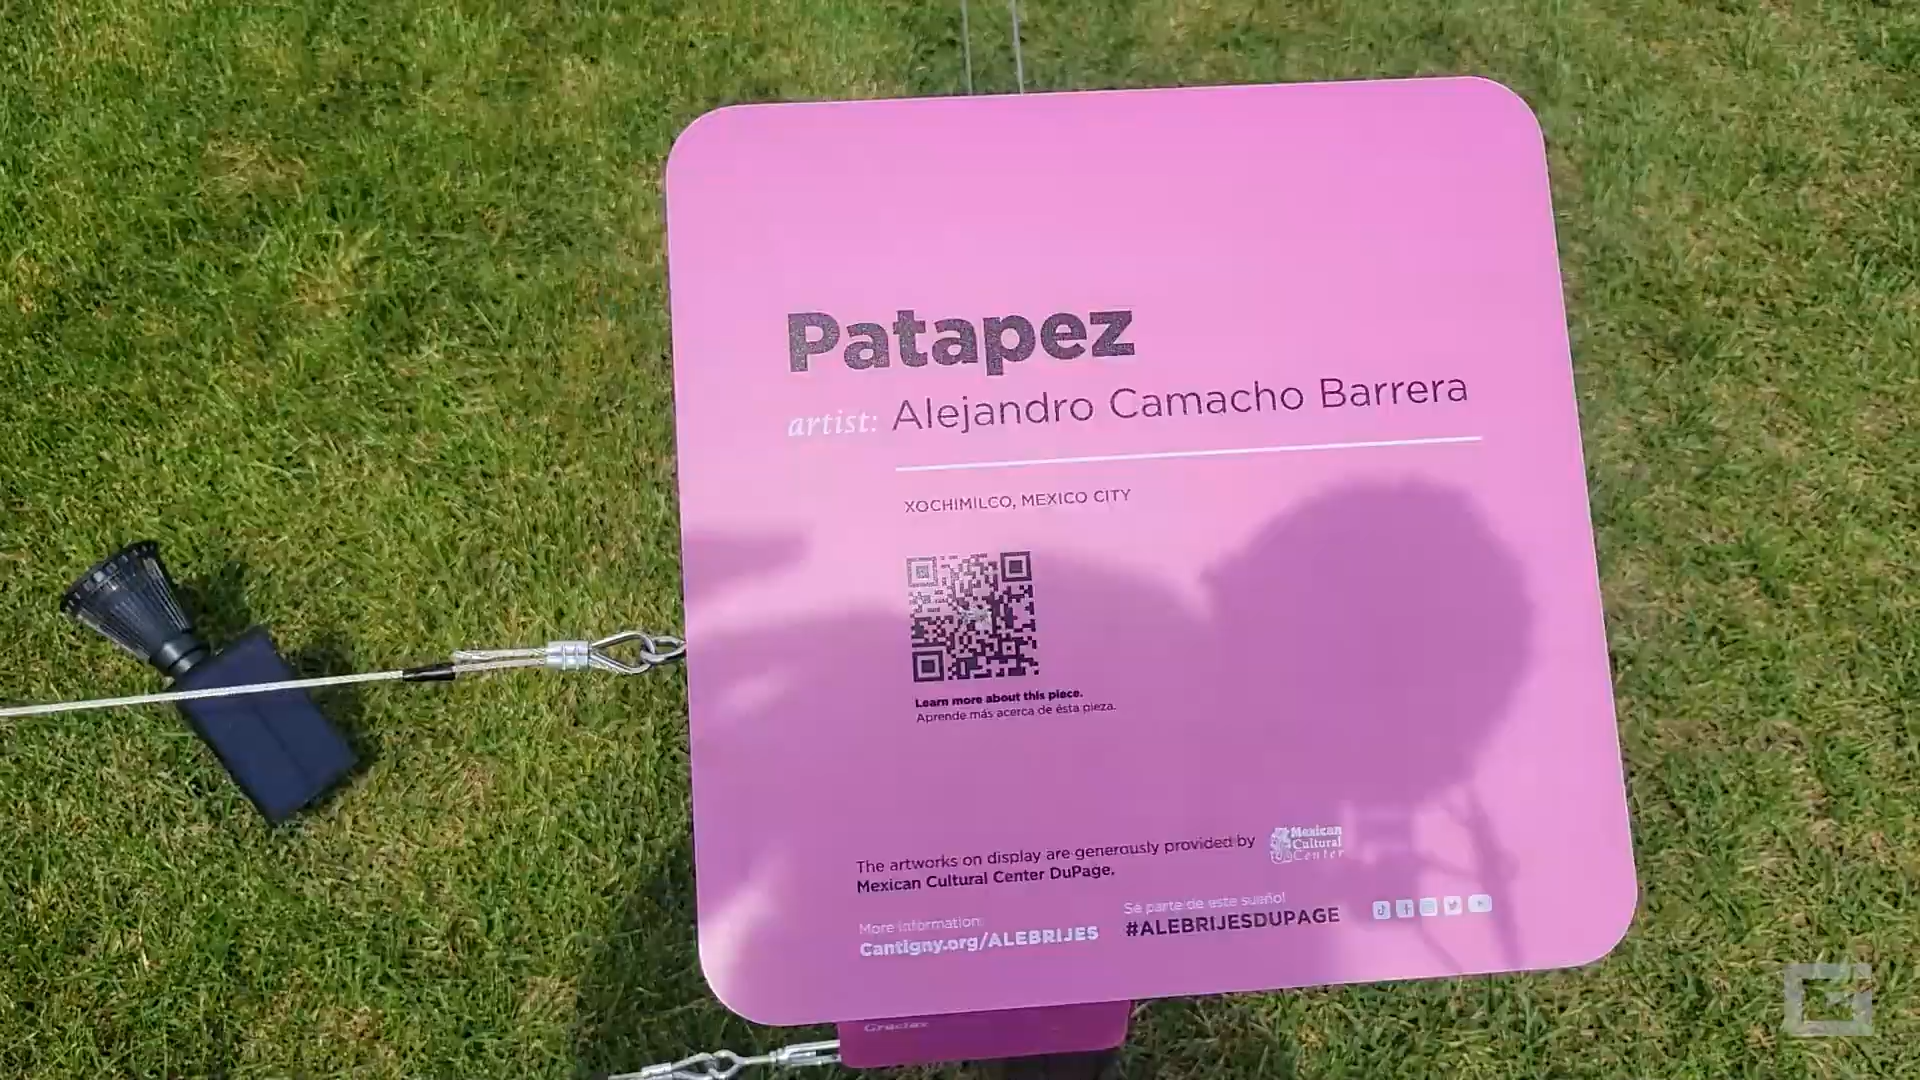 Patapez
artist: Alejandro Camacho Barrera
XOCHIMILCO, MEXICO CITY
Learn more about this piece.
Aprende más acerca de ésta pieza.
The artworks on display are generously provided by
Mexican Cultural Center DuPage.
Mexican
Cultural
Center
More information:
Cantigny.org/ALEBRIJES
Sé parte de este sueño!
#ALEBRIJESDUPAGE
Gracias